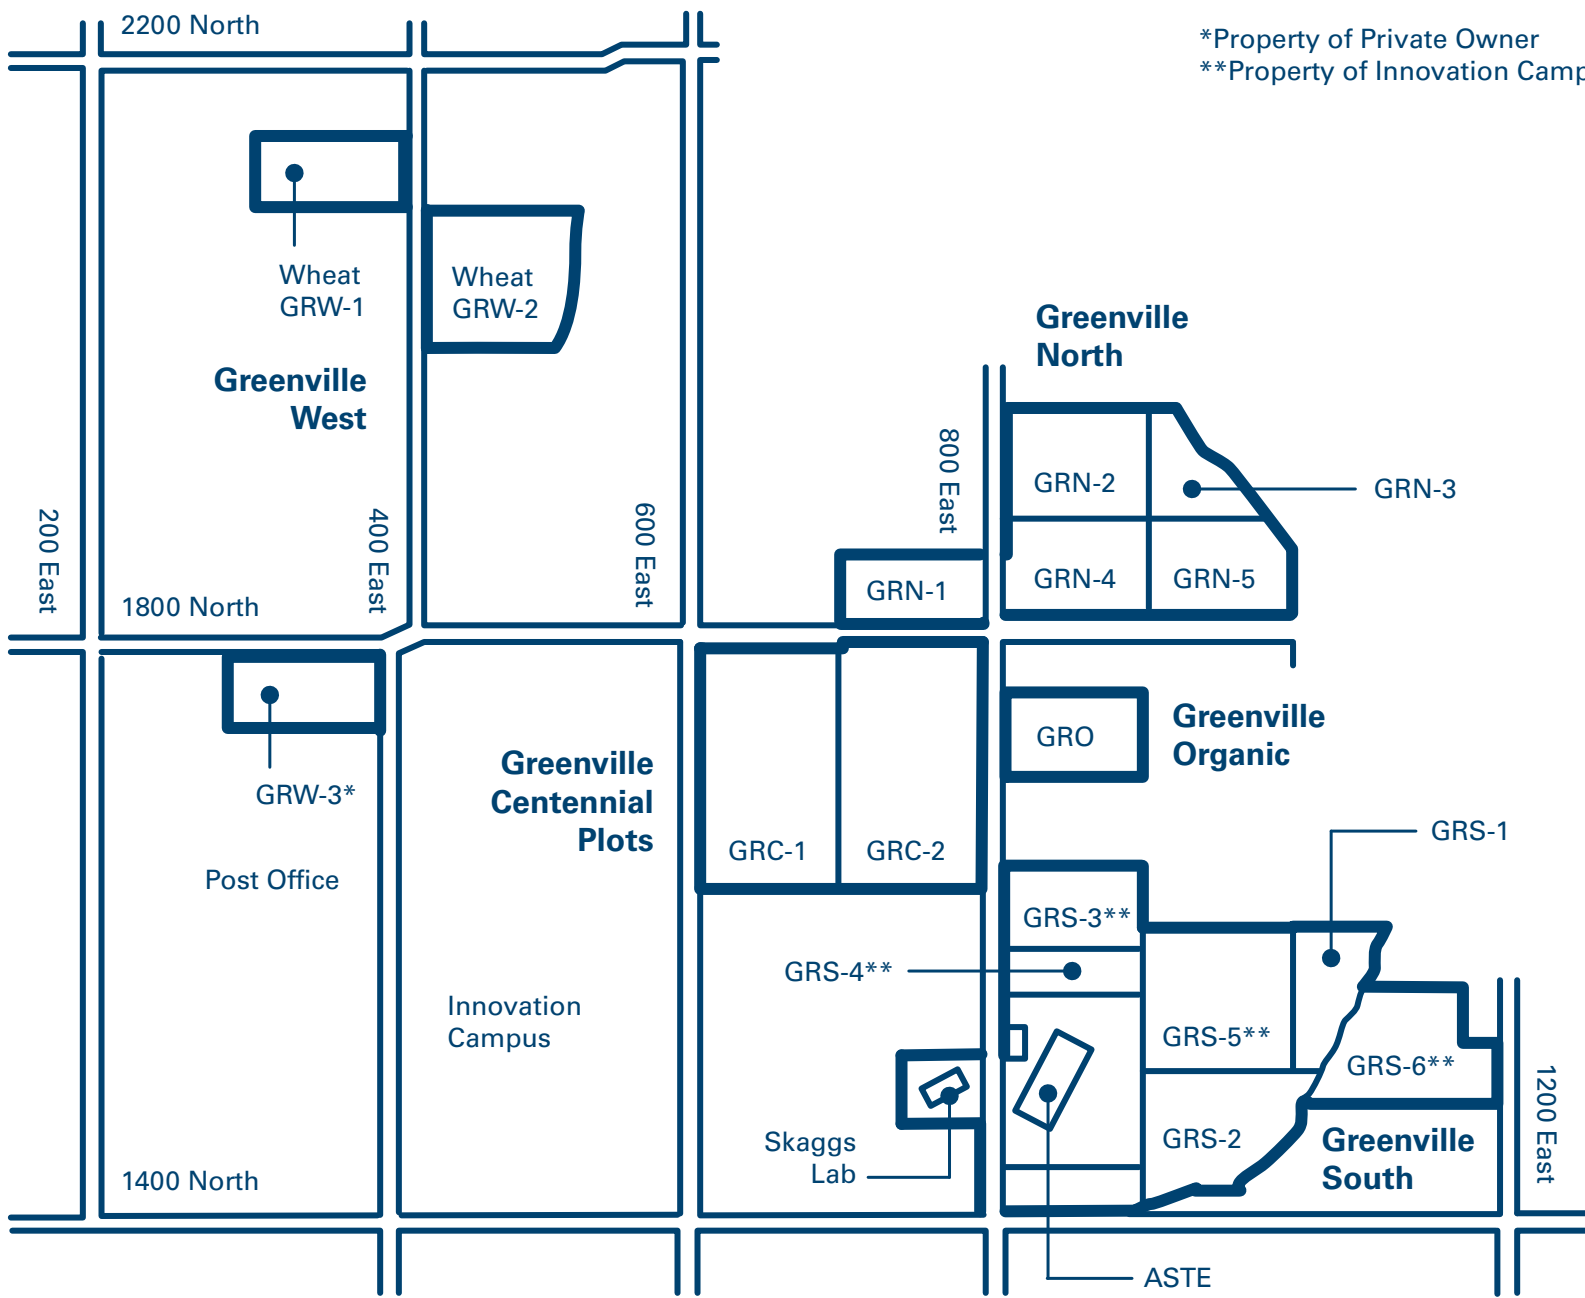 2200 North
*Property of Private Owner
**Property of Innovation Camp
Wheat
GRW-1
Wheat
GRW-2
Greenville
West
Greenville
North
800 East
GRN-2
GRN-3
200 East
400 East
600 East
GRN-1
GRN-4
GRN-5
1800 North
GRW-3*
Greenville
Centennial
Plots
GRO
Greenville
Organic
GRC-1
GRC-2
GRS-1
Post Office
GRS-3**
GRS-4**
Innovation
Campus
GRS-5**
GRS-6**
1200 East
Skaggs
Lab
GRS-2
Greenville
South
1400 North
ASTE